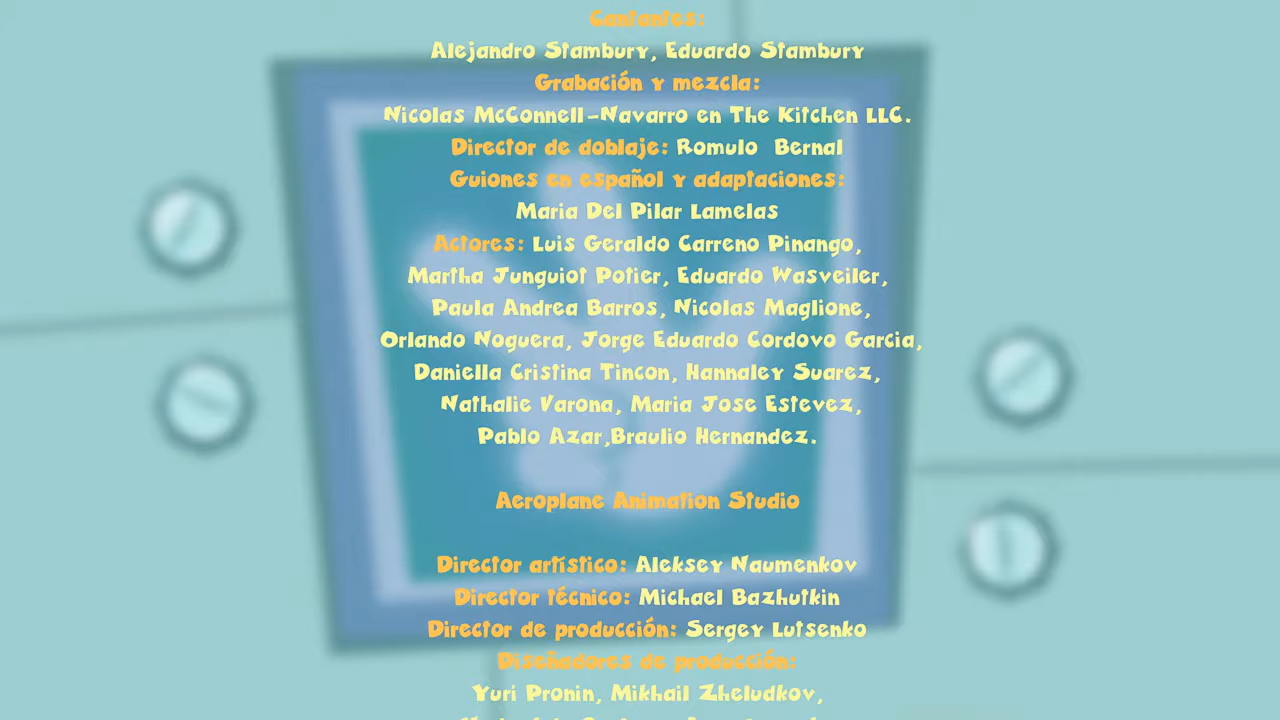 Cantantes:
Alejandro Stambury, Eduardo Stambury
Grabación y mezcla:
Nicolas McConnell-Navarro en The Kitchen LLC.
Director de doblaje: Romulo Bernal
Guiones en español y adaptaciones:
Maria Del Pilar Lamelas
Actores: Luis Geraldo Carreno Pinango,
Martha Junguiot Potier, Eduardo Wasveiler,
Paula Andrea Barros, Nicolas Maglione,
Orlando Noguera, Jorge Eduardo Cordovo Garcia,
Daniella Cristina Tincon, Hannaley Suarez,
Nathalie Varona, Maria Jose Estevez,
Pablo Azar,Braulio Hernandez.
Aeroplane Animation Studio
Director artístico: Aleksey Naumenkov
Director técnico: Michael Bazhutkin
Director de producción: Sergey Lutsenko
Diseñadores de producción:
Yuri Pronin, Mikhail Zheludkov,